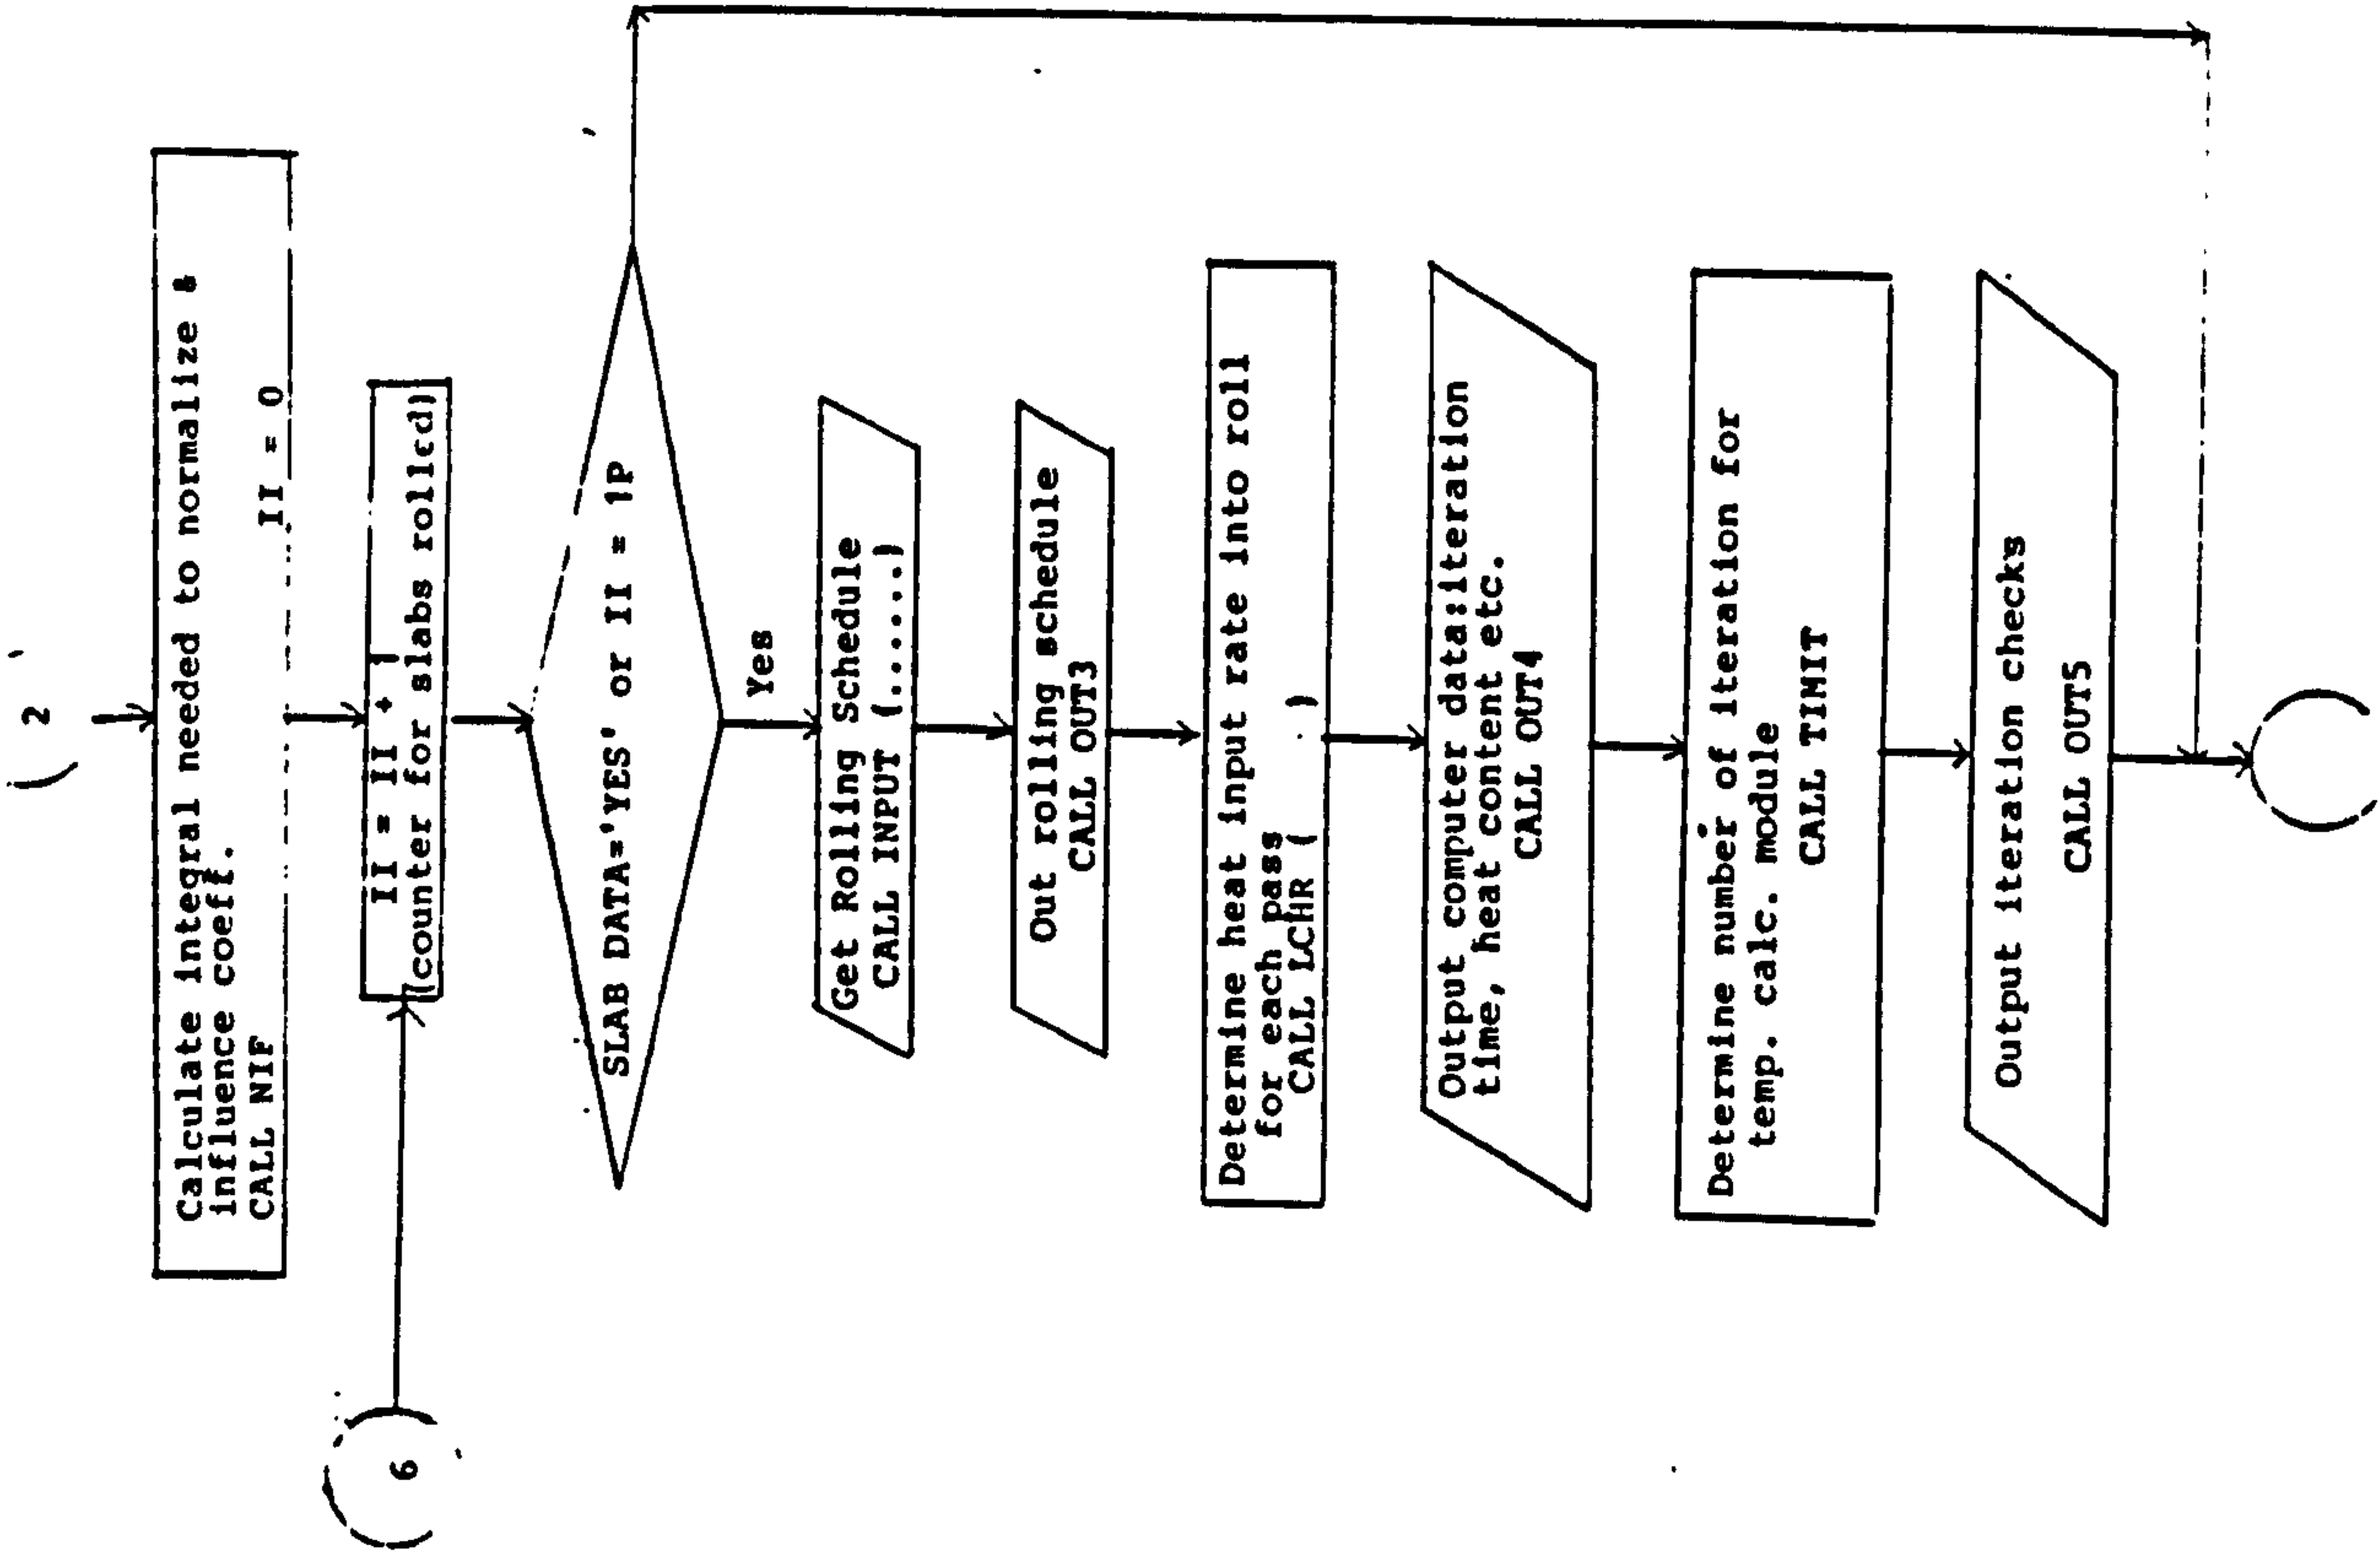 2
Calculate integral needed to normalize &
influence coeff.
CALL NIF
II = 0
6
II = II + 1
(counter for slabs rolled)
SLAB DATA='YES' or II = 1P
Yes
Get Rolling Schedule
CALL INPUT (......)
Out rolling schedule
CALL OUT3
Determine heat input rate into roll
for each pass
CALL LCHR ( . )
Output computer data:iteration
time, heat content etc.
CALL OUT4
Determine number of iteration for
temp. calc. module
CALL TIMIT
Output iteration checks
CALL OUT5